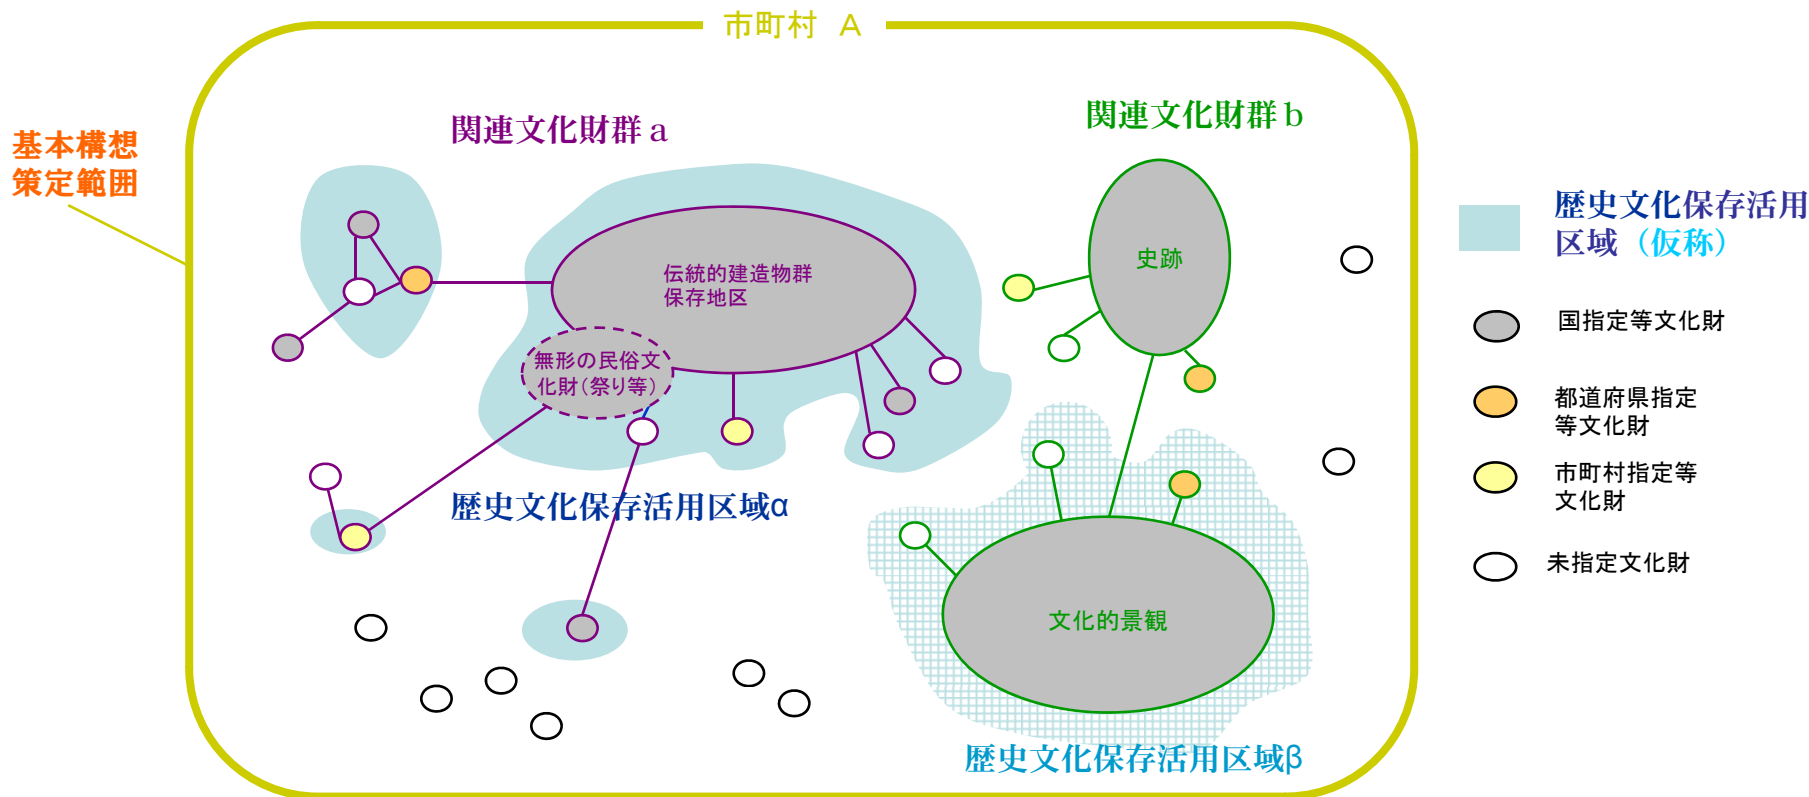 市町村 A
基本構想
策定範囲
関連文化財群a
関連文化財群b
伝統的建造物群
保存地区
無形の民俗文
化財（祭り等）
史跡
歴史文化保存活用区域α
文化的景観
歴史文化保存活用区域β
歴史文化保存活用
区域（仮称）
国指定等文化財
都道府県指定
等文化財
市町村指定等
文化財
未指定文化財